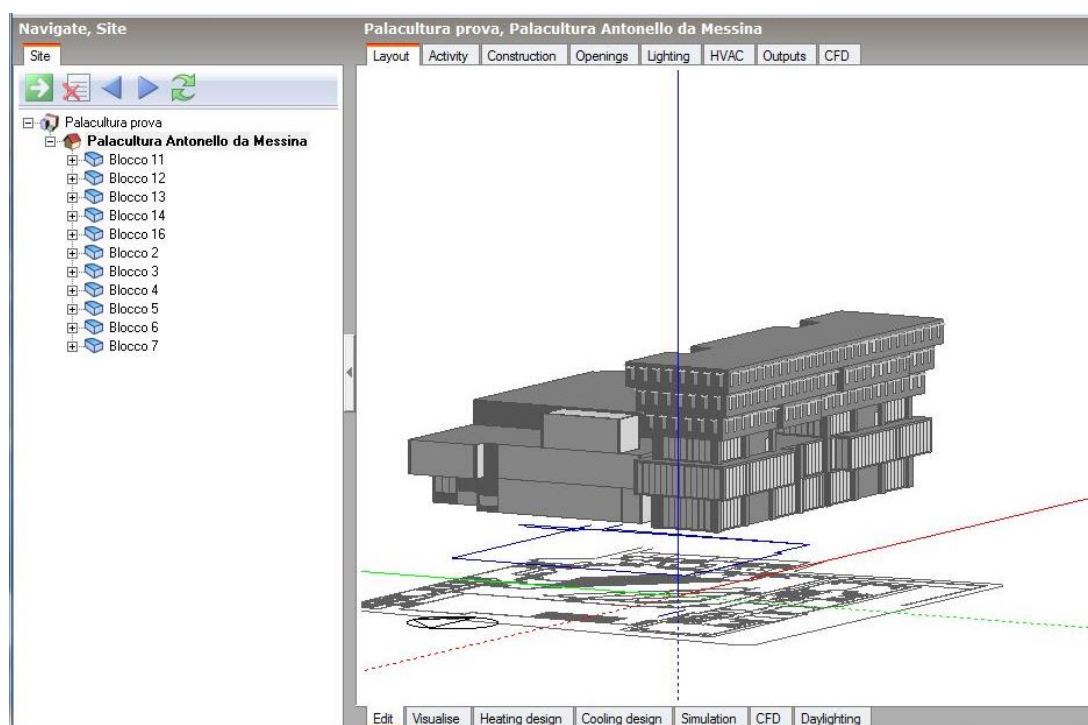 Navigate, Site
Site
Palacultura prova
Palacultura Antonello da Messina
Blocco 11
Blocco 12
Blocco 13
Blocco 14
Blocco 16
Blocco 2
Blocco 3
Blocco 4
Blocco 5
Blocco 6
Blocco 7
Palacultura prova, Palacultura Antonello da Messina
Layout Activity Construction Openings Lighting HVAC Outputs CFD
Edit Visualise Heating design Cooling design Simulation CFD Daylighting